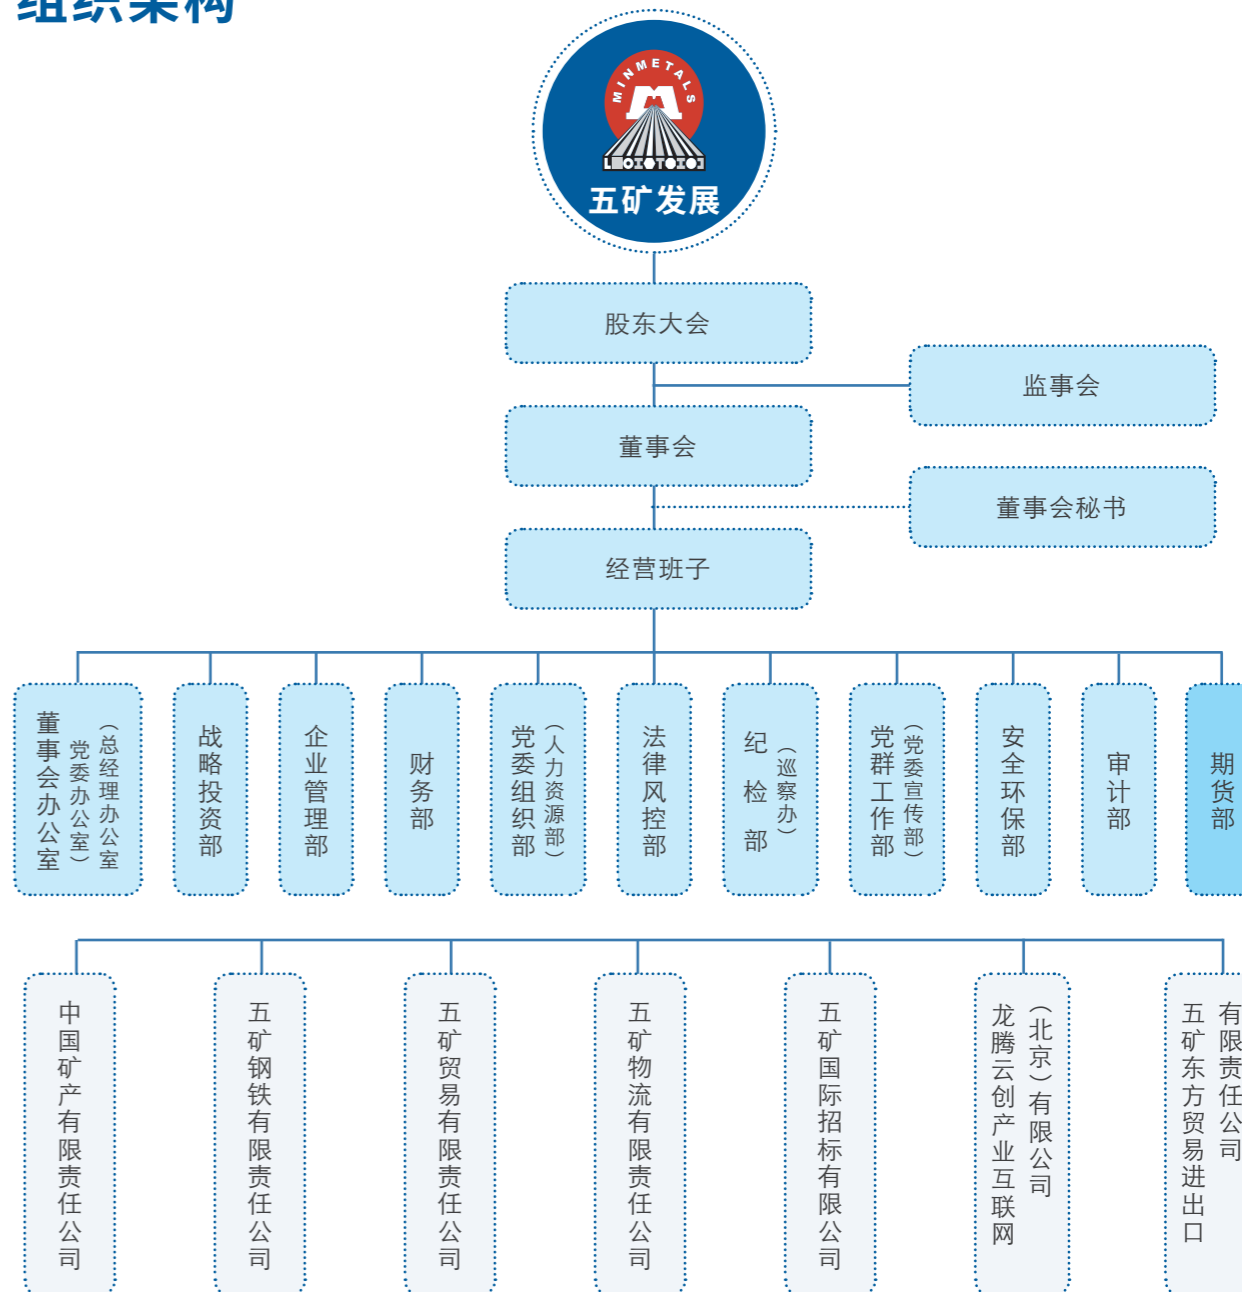 组织架构
MINMETALS
五矿发展
股东大会
监事会
董事会
董事会秘书
经营班子
董事会办公室
（总经理办公室
党委办公室）
战略投资部
企业管理部
财务部
党委组织部
（人力资源部）
法律风控部
纪检部
（巡察办）
党群工作部
（党委宣传部）
安全环保部
审计部
期货部
中国矿产有限责任公司
五矿钢铁有限责任公司
五矿贸易有限责任公司
五矿物流有限责任公司
五矿国际招标有限公司
龙腾云创产业互联网
（北京）有限公司
五矿东方贸易进出口
有限责任公司